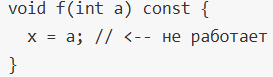 void f(int a) const {
  x = a; // <-- не работает
}